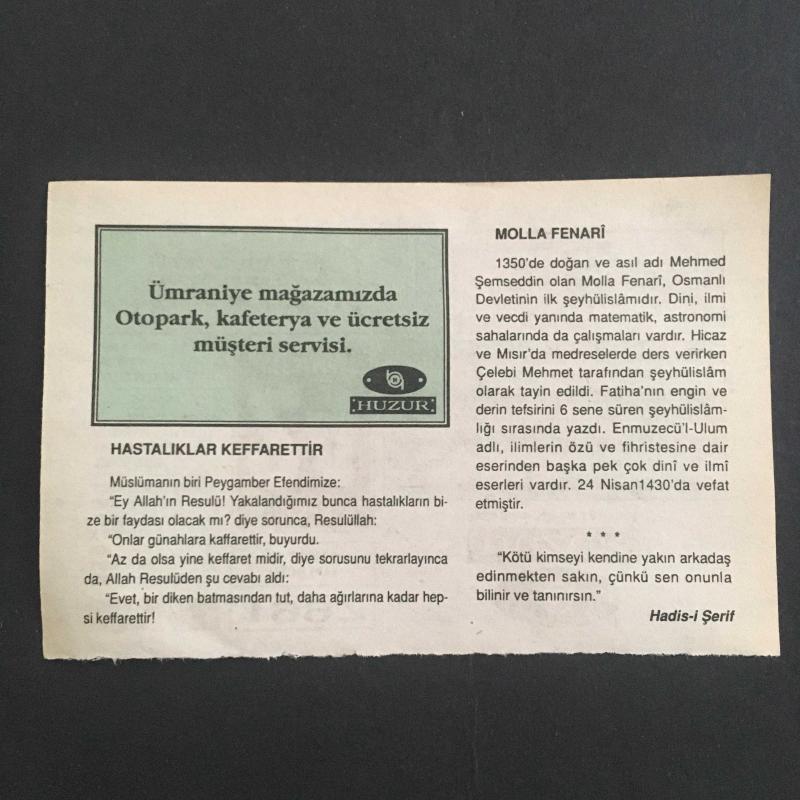 Ümraniye mağazamızda
Otopark, kafeterya ve ücretsiz
müşteri servisi.
HUZUR
HASTALIKLAR KEFFARETTİR
Müslümanın biri Peygamber Efendimize:
"Ey Allah'ın Resulû! Yakalandığımız bunca hastalıkların bi-
ze bir faydası olacak mı? diye sorunca, Resulüllah:
"Onlar günahlara kaffarettir, buyurdu.
"Az da olsa yine keffaret midir, diye sorusunu tekrarlayınca
da, Allah Resulüden şu cevabı aldı:
"Evet, bir diken batmasından tut, daha ağırlarına kadar hep-
si keffarettir!
MOLLA FENARÎ
1350'de doğan ve asıl adı Mehmed
Şemseddin olan Molla Fenarî, Osmanlı
Devletinin ilk şeyhülislâmıdır. Dini, ilmi
ve vecdi yanında matematik, astronomi
sahalarında da çalışmaları vardır. Hicaz
ve Mısır'da medreselerde ders verirken
Çelebi Mehmet tarafından şeyhülislâm
olarak tayin edildi. Fatiha'nın engin ve
derin tefsirini 6 sene süren şeyhülislâm-
lığı sırasında yazdı. Enmuzecü'l-Ulum
adlı, ilimlerin özü ve fihristesine dair
eserinden başka pek çok dinî ve ilmî
eserleri vardır. 24 Nisan1430'da vefat
etmiştir.
* * *
"Kötü kimseyi kendine yakın arkadaş
edinmekten sakın, çünkü sen onunla
bilinir ve tanınırsın."
Hadis-i Şerif